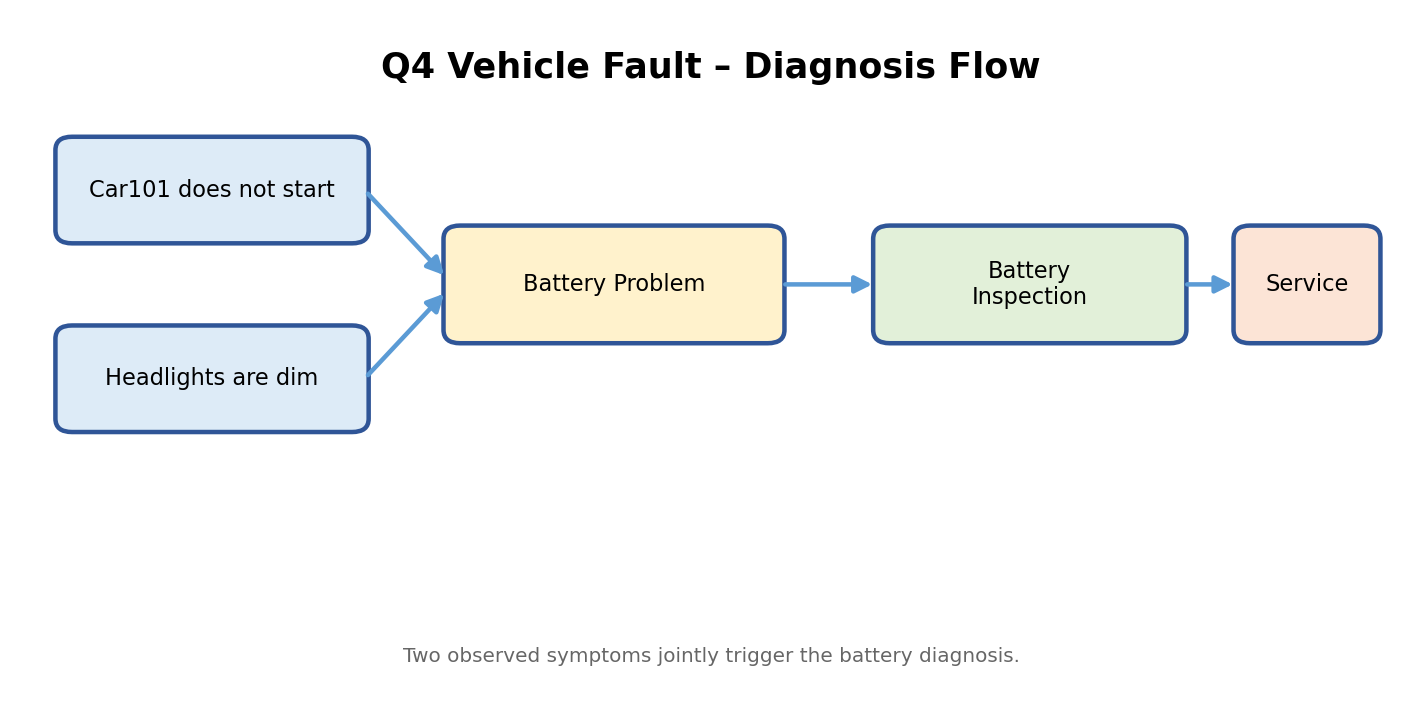 Q4 Vehicle Fault – Diagnosis Flow
Car101 does not start
Headlights are dim
Battery Problem
Battery
Inspection
Service
Two observed symptoms jointly trigger the battery diagnosis.